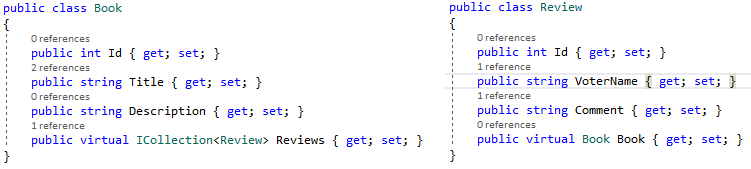 public class Book
{
0 references
public int Id { get; set; }
2 references
public string Title { get; set; }
0 references
public string Description { get; set; }
1 reference
public virtual ICollection<Review> Reviews { get; set; }
}
public class Review
{
0 references
public int Id { get; set; }
1 reference
public string VoterName { get; set; }
1 reference
public string Comment { get; set; }
0 references
public virtual Book Book { get; set; }
}